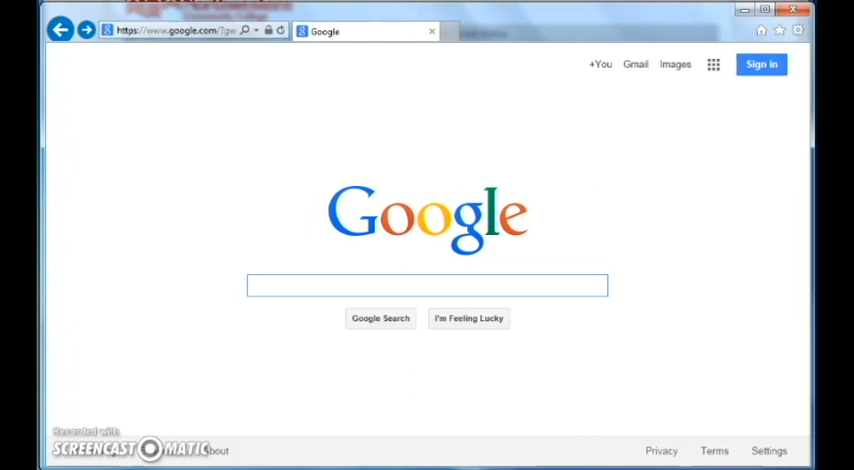 https://www.google.com/?gw
Google
+You Gmail Images Sign in
Google
Google Search I'm Feeling Lucky
Recorded with
SCREENCAST MATIC
Privacy Terms Settings